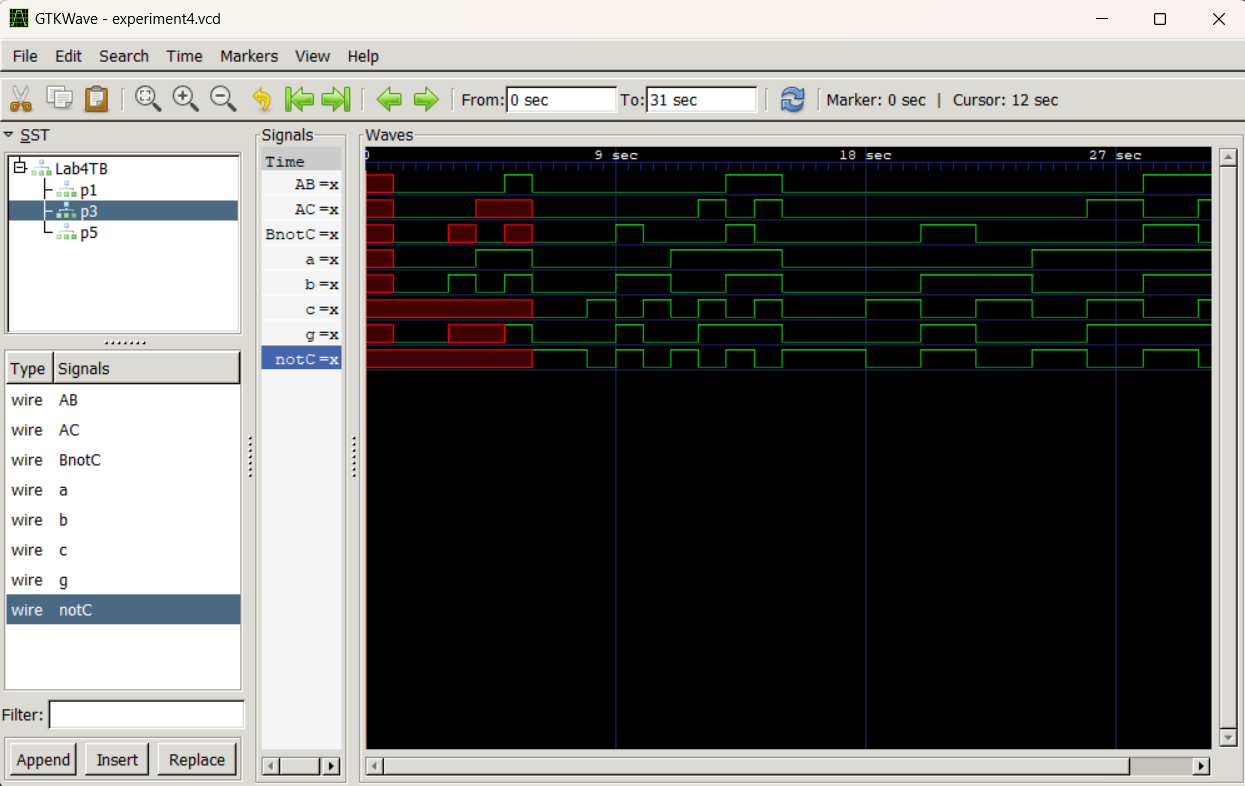 GTKWave - experiment4.vcd
File Edit Search Time Markers View Help
From: 0 sec To: 31 sec Marker: 0 sec | Cursor: 12 sec
SST
Lab4TB
p1
p3
p5
Type Signals
wire AB
wire AC
wire BnotC
wire a
wire b
wire c
wire g
wire notC
Filter:
Append Insert Replace
Signals
Time
AB =x
AC =x
BnotC =x
a =x
b =x
c =x
g =x
notC =x
Waves
0 9 sec 18 sec 27 sec